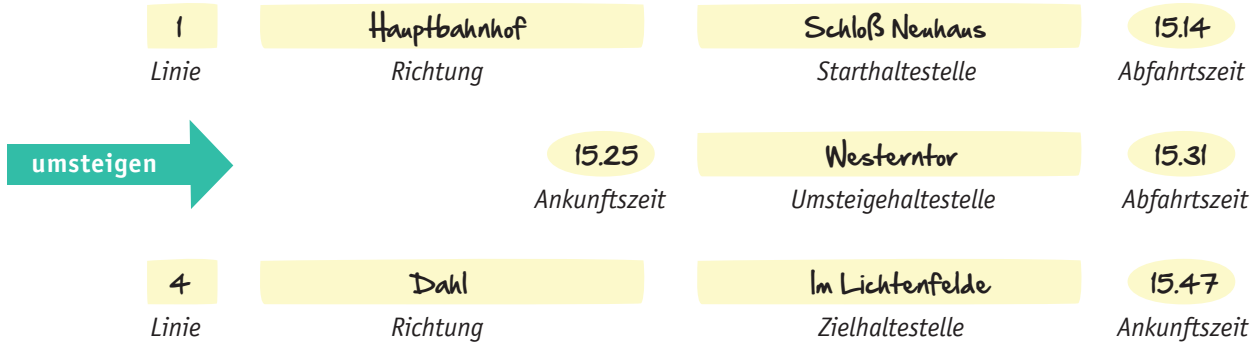 1 Hauptbahnhof Schloß Neuhaus 15.14
Linie Richtung Starthaltestelle Abfahrtszeit
umsteigen 15.25 Westerntor 15.31
Ankunftszeit Umsteigehaltestelle Abfahrtszeit
4 Dahl Im Lichtenfelde 15.47
Linie Richtung Zielhaltestelle Ankunftszeit